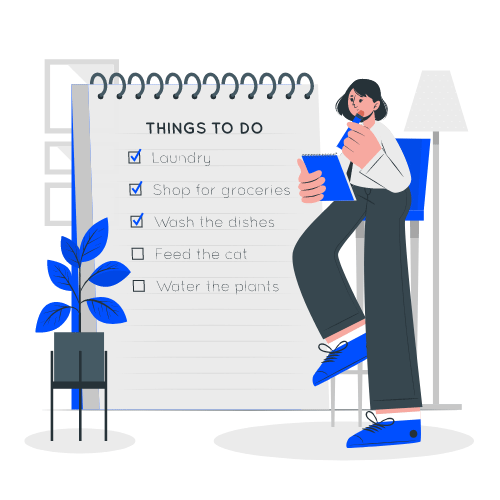 THINGS TO DO
Laundry
Shop for groceries
Wash the dishes
Feed the cat
Water the plants